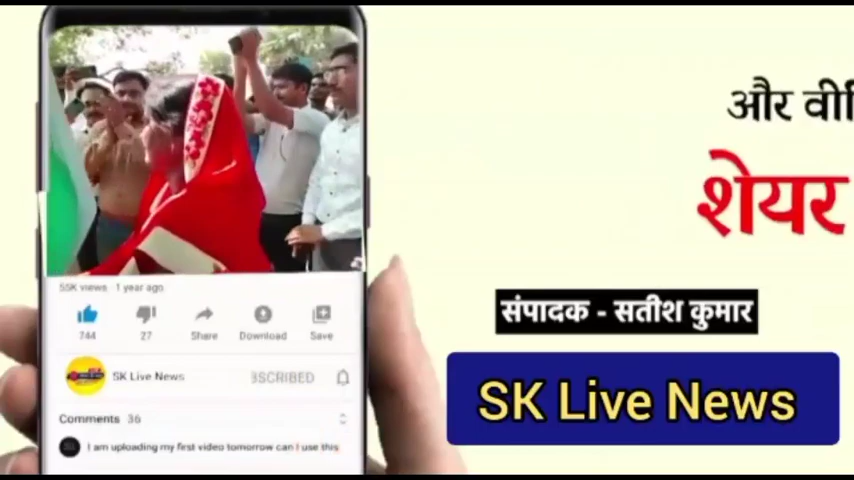 और
शेयर
55K views · 1 year ago
744
27
Share
Download
Save
SK Live News
BSCRIBED
Comments 36
I am uploading my first video tomorrow can I use this
संपादक - सतीश कुमार
SK Live News